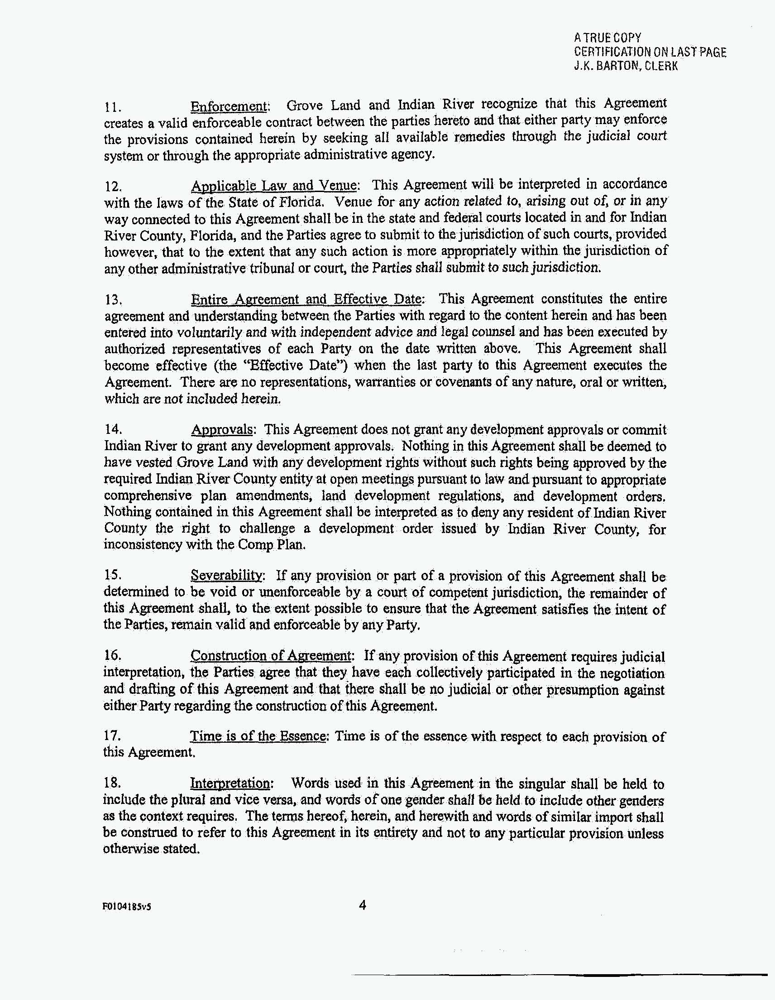 A TRUE COPY
CERTIFICATION ON LAST PAGE
J.K. BARTON, CLERK
11. Enforcement: Grove Land and Indian River recognize that this Agreement
creates a valid enforceable contract between the parties hereto and that either party may enforce
the provisions contained herein by seeking all available remedies through the judicial court
system or through the appropriate administrative agency.
12. Applicable Law and Venue: This Agreement will be interpreted in accordance
with the laws of the State of Florida. Venue for any action related to, arising out of, or in any
way connected to this Agreement shall be in the state and federal courts located in and for Indian
River County, Florida, and the Parties agree to submit to the jurisdiction of such courts, provided
however, that to the extent that any such action is more appropriately within the jurisdiction of
any other administrative tribunal or court, the Parties shall submit to such jurisdiction.
13. Entire Agreement and Effective Date: This Agreement constitutes the entire
agreement and understanding between the Parties with regard to the content herein and has been
entered into voluntarily and with independent advice and legal counsel and has been executed by
authorized representatives of each Party on the date written above. This Agreement shall
become effective (the “Effective Date”) when the last party to this Agreement executes the
Agreement. There are no representations, warranties or covenants of any nature, oral or written,
which are not included herein.
14. Approvals: This Agreement does not grant any development approvals or commit
Indian River to grant any development approvals. Nothing in this Agreement shall be deemed to
have vested Grove Land with any development rights without such rights being approved by the
required Indian River County entity at open meetings pursuant to law and pursuant to appropriate
comprehensive plan amendments, land development regulations, and development orders.
Nothing contained in this Agreement shall be interpreted as to deny any resident of Indian River
County the right to challenge a development order issued by Indian River County, for
inconsistency with the Comp Plan.
15. Severability: If any provision or part of a provision of this Agreement shall be
determined to be void or unenforceable by a court of competent jurisdiction, the remainder of
this Agreement shall, to the extent possible to ensure that the Agreement satisfies the intent of
the Parties, remain valid and enforceable by any Party.
16. Construction of Agreement: If any provision of this Agreement requires judicial
interpretation, the Parties agree that they have each collectively participated in the negotiation
and drafting of this Agreement and that there shall be no judicial or other presumption against
either Party regarding the construction of this Agreement.
17. Time is of the Essence: Time is of the essence with respect to each provision of
this Agreement.
18. Interpretation: Words used in this Agreement in the singular shall be held to
include the plural and vice versa, and words of one gender shall be held to include other genders
as the context requires. The terms hereof, herein, and herewith and words of similar import shall
be construed to refer to this Agreement in its entirety and not to any particular provision unless
otherwise stated.
F0104185v5 4